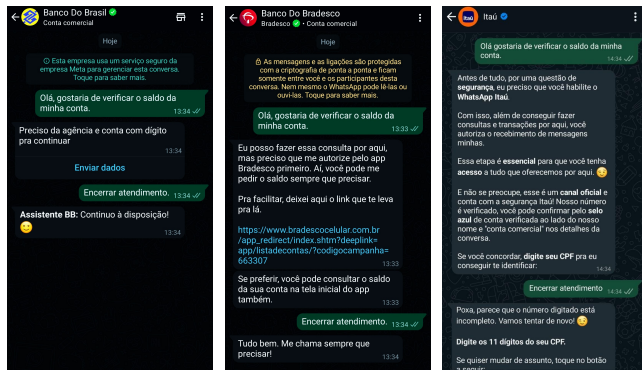 Banco Do Brasil
Conta comercial
Hoje
Esta empresa usa um serviço seguro da
empresa Meta para gerenciar esta conversa.
Toque para saber mais.
Olá, gostaria de verificar o saldo da
minha conta.
13:34
Preciso da agência e conta com dígito
pra continuar
13:34
Enviar dados
Encerrar atendimento.
13:34
Assistente BB: Continuo à disposição!
13:34
Banco Do Bradesco
Bradesco • Conta comercial
Hoje
As mensagens e as ligações são protegidas
com a criptografia de ponta a ponta e ficam
somente entre você e os participantes desta
conversa. Nem mesmo o WhatsApp pode lê-las ou
ouvi-las. Toque para saber mais.
Olá, gostaria de verificar o saldo da
minha conta.
13:33
Eu posso fazer essa consulta por aqui,
mas preciso que me autorize pelo app
Bradesco primeiro. Aí, você pode me
pedir o saldo sempre que precisar.
Pra facilitar, deixei aqui o link que te leva
pra lá.
https://www.bradescocelular.com.br
/app_redirect/index.shtm?deeplink=
app/listadecontas/?codigocampanha=
663307
13:33
Se preferir, você pode consultar o saldo
da sua conta na tela inicial do app
também.
13:33
Encerrar atendimento.
13:34
Tudo bem. Me chama sempre que
precisar!
13:34
Itaú
Olá gostaria de verificar o saldo da minha
conta.
14:34
Antes de tudo, por uma questão de
segurança, eu preciso que você habilite o
WhatsApp Itaú.
Com isso, além de conseguir fazer
consultas e transações por aqui, você
autoriza o recebimento de mensagens
minhas.
Essa etapa é essencial para que você tenha
acesso a tudo que oferecemos por aqui.
E não se preocupe, esse é um canal oficial e
conta com a segurança Itaú! Nosso número
é verificado, você pode confirmar pelo selo
azul de conta verificada ao lado do nosso
nome e "conta comercial" nos detalhes da
conversa.
Se você concordar, digite seu CPF pra eu
conseguir te identificar:
14:34
Encerrar atendimento
14:34
Poxa, parece que o número digitado está
incompleto. Vamos tentar de novo!
Digite os 11 dígitos do seu CPF.
Se quiser mudar de assunto, toque no botão
a seguir: